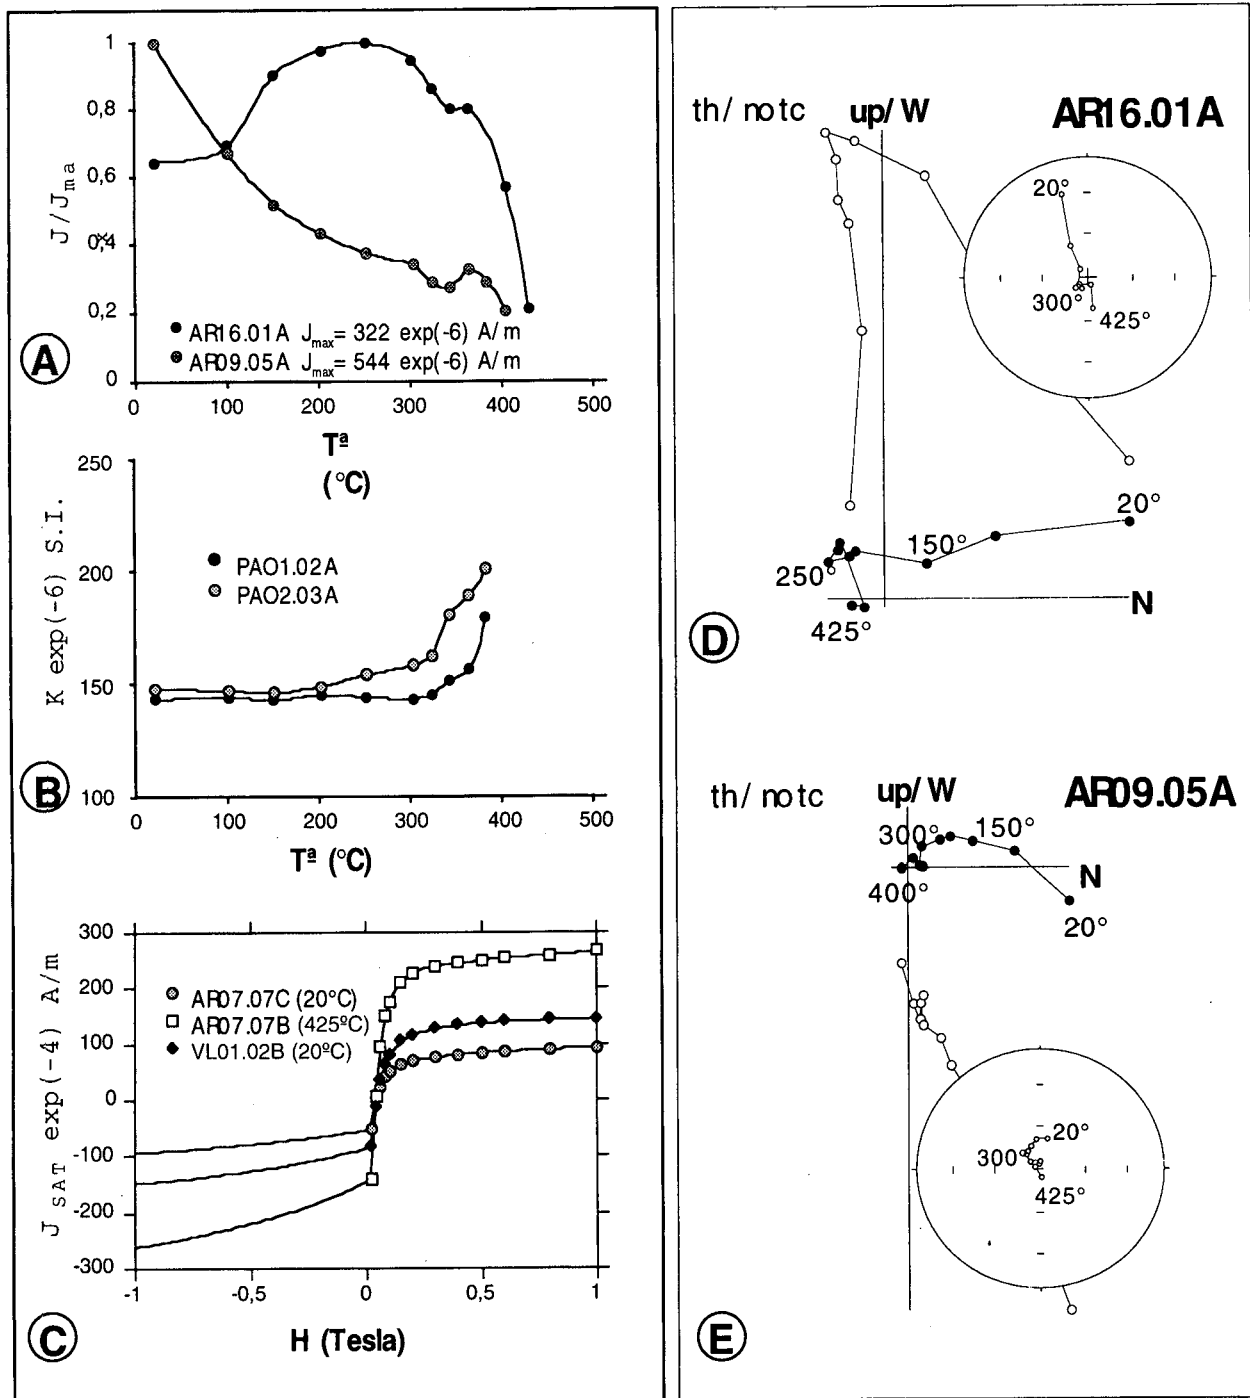 1
0,8
0,6
0,4
0,2
0
J/Jma
x
AR16.01A Jmax= 322 exp(-6) A/m
AR09.05A Jmax= 544 exp(-6) A/m
A
0 100 200 300 400 500
Tª
(°C)
250
200
150
100
K exp(-6) S.I.
PAO1.02A
PAO2.03A
B
0 100 200 300 400 500
Tª (°C)
300
200
100
0
-100
-200
-300
J SAT exp(-4) A/m
AR07.07C (20°C)
AR07.07B (425ºC)
VL01.02B (20ºC)
-1 -0,5 0 0,5 1
H (Tesla)
C
th/notc up/W AR16.01A
20°
300°
425°
20°
150°
250°
N
425°
D
th/notc up/W AR09.05A
300° 150°
N
400°
20°
20°
300°
425°
E